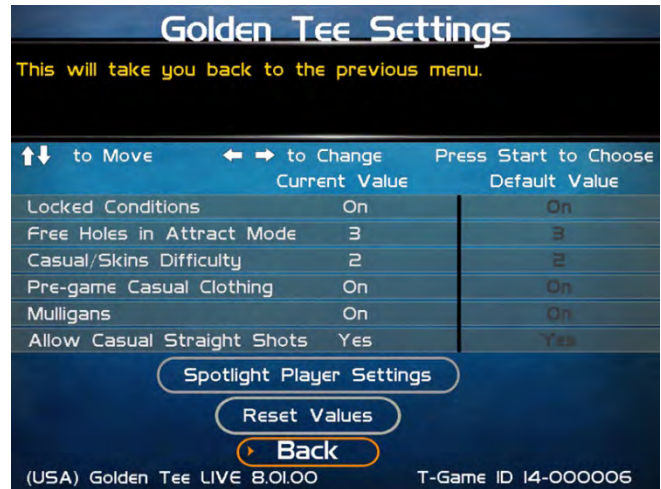 Golden Tee Settings
This will take you back to the previous menu.
to Move to Change Press Start to Choose
Current Value Default Value
Locked Conditions On On
Free Holes in Attract Mode 3 3
Casual/Skins Difficulty 2 2
Pre-game Casual Clothing On On
Mulligans On On
Allow Casual Straight Shots Yes Yes
Spotlight Player Settings
Reset Values
Back
(USA) Golden Tee LIVE 8.01.00 T-Game ID 14-000006